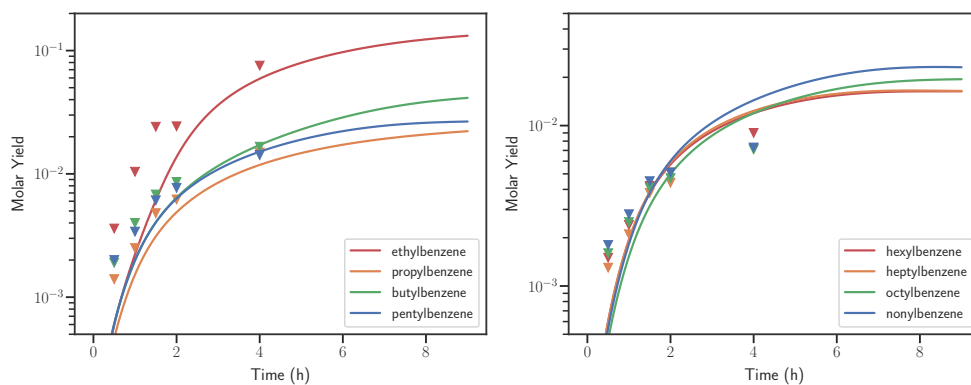 Molar Yield
10⁻¹
10⁻²
10⁻³
0 2 4 6 8
Time (h)
ethylbenzene
propylbenzene
butylbenzene
pentylbenzene
Molar Yield
10⁻²
10⁻³
0 2 4 6 8
Time (h)
hexylbenzene
heptylbenzene
octylbenzene
nonylbenzene